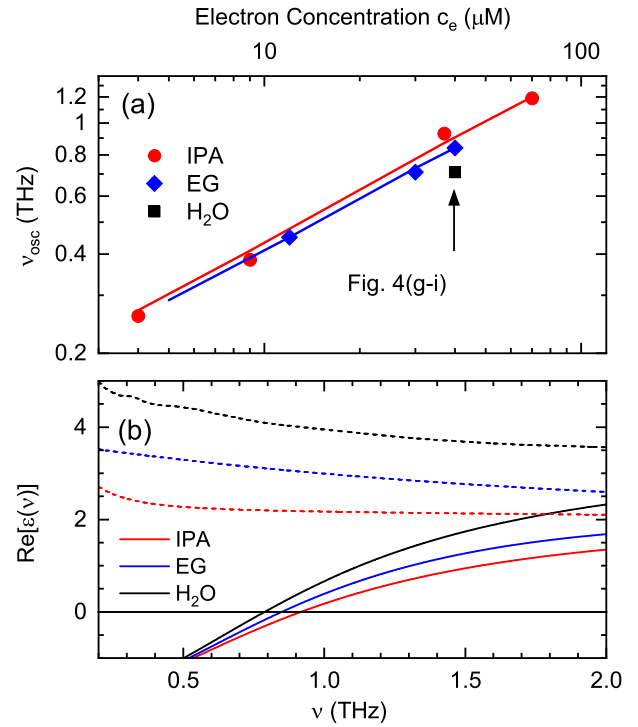 Electron Concentration cₑ (μM)
10 100
(a)
1.2
1
0.8
0.6
0.4
0.2
ν_osc (THz)
IPA
EG
H₂O
Fig. 4(g-i)
(b)
4
2
0
Re[ε(ν)]
IPA
EG
H₂O
0.5 1.0 1.5 2.0
ν (THz)